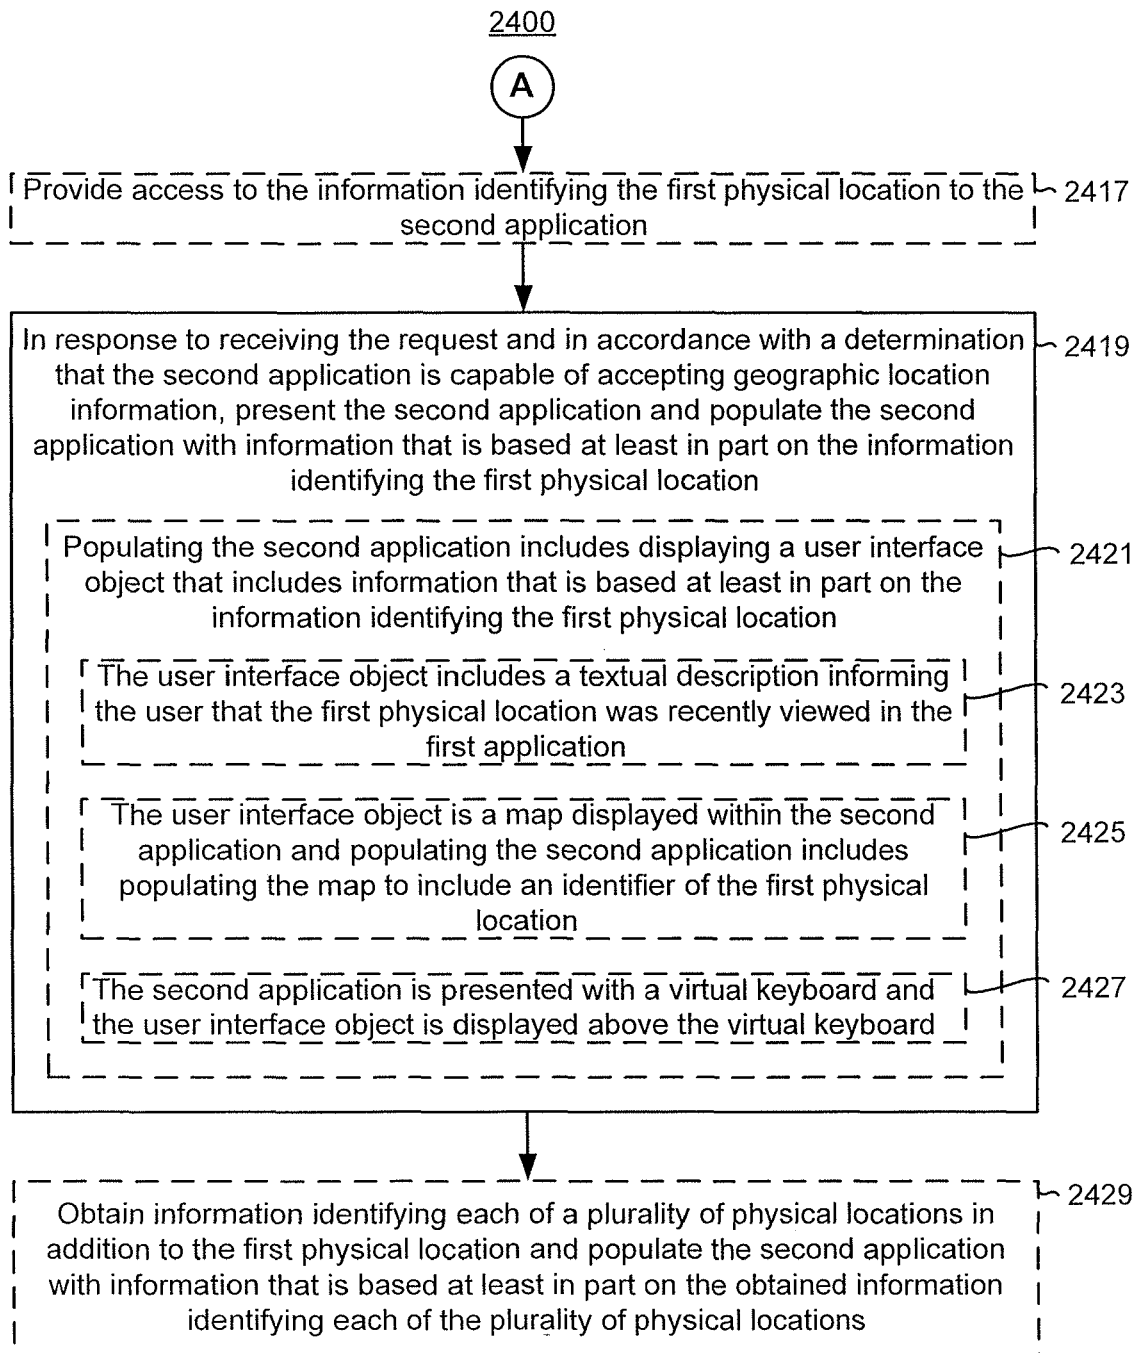 2400
A
Provide access to the information identifying the first physical location to the
second application
2417
In response to receiving the request and in accordance with a determination
that the second application is capable of accepting geographic location
information, present the second application and populate the second
application with information that is based at least in part on the information
identifying the first physical location
2419
Populating the second application includes displaying a user interface
object that includes information that is based at least in part on the
information identifying the first physical location
2421
The user interface object includes a textual description informing
the user that the first physical location was recently viewed in the
first application
2423
The user interface object is a map displayed within the second
application and populating the second application includes
populating the map to include an identifier of the first physical
location
2425
The second application is presented with a virtual keyboard and
the user interface object is displayed above the virtual keyboard
2427
Obtain information identifying each of a plurality of physical locations in
addition to the first physical location and populate the second application
with information that is based at least in part on the obtained information
identifying each of the plurality of physical locations
2429